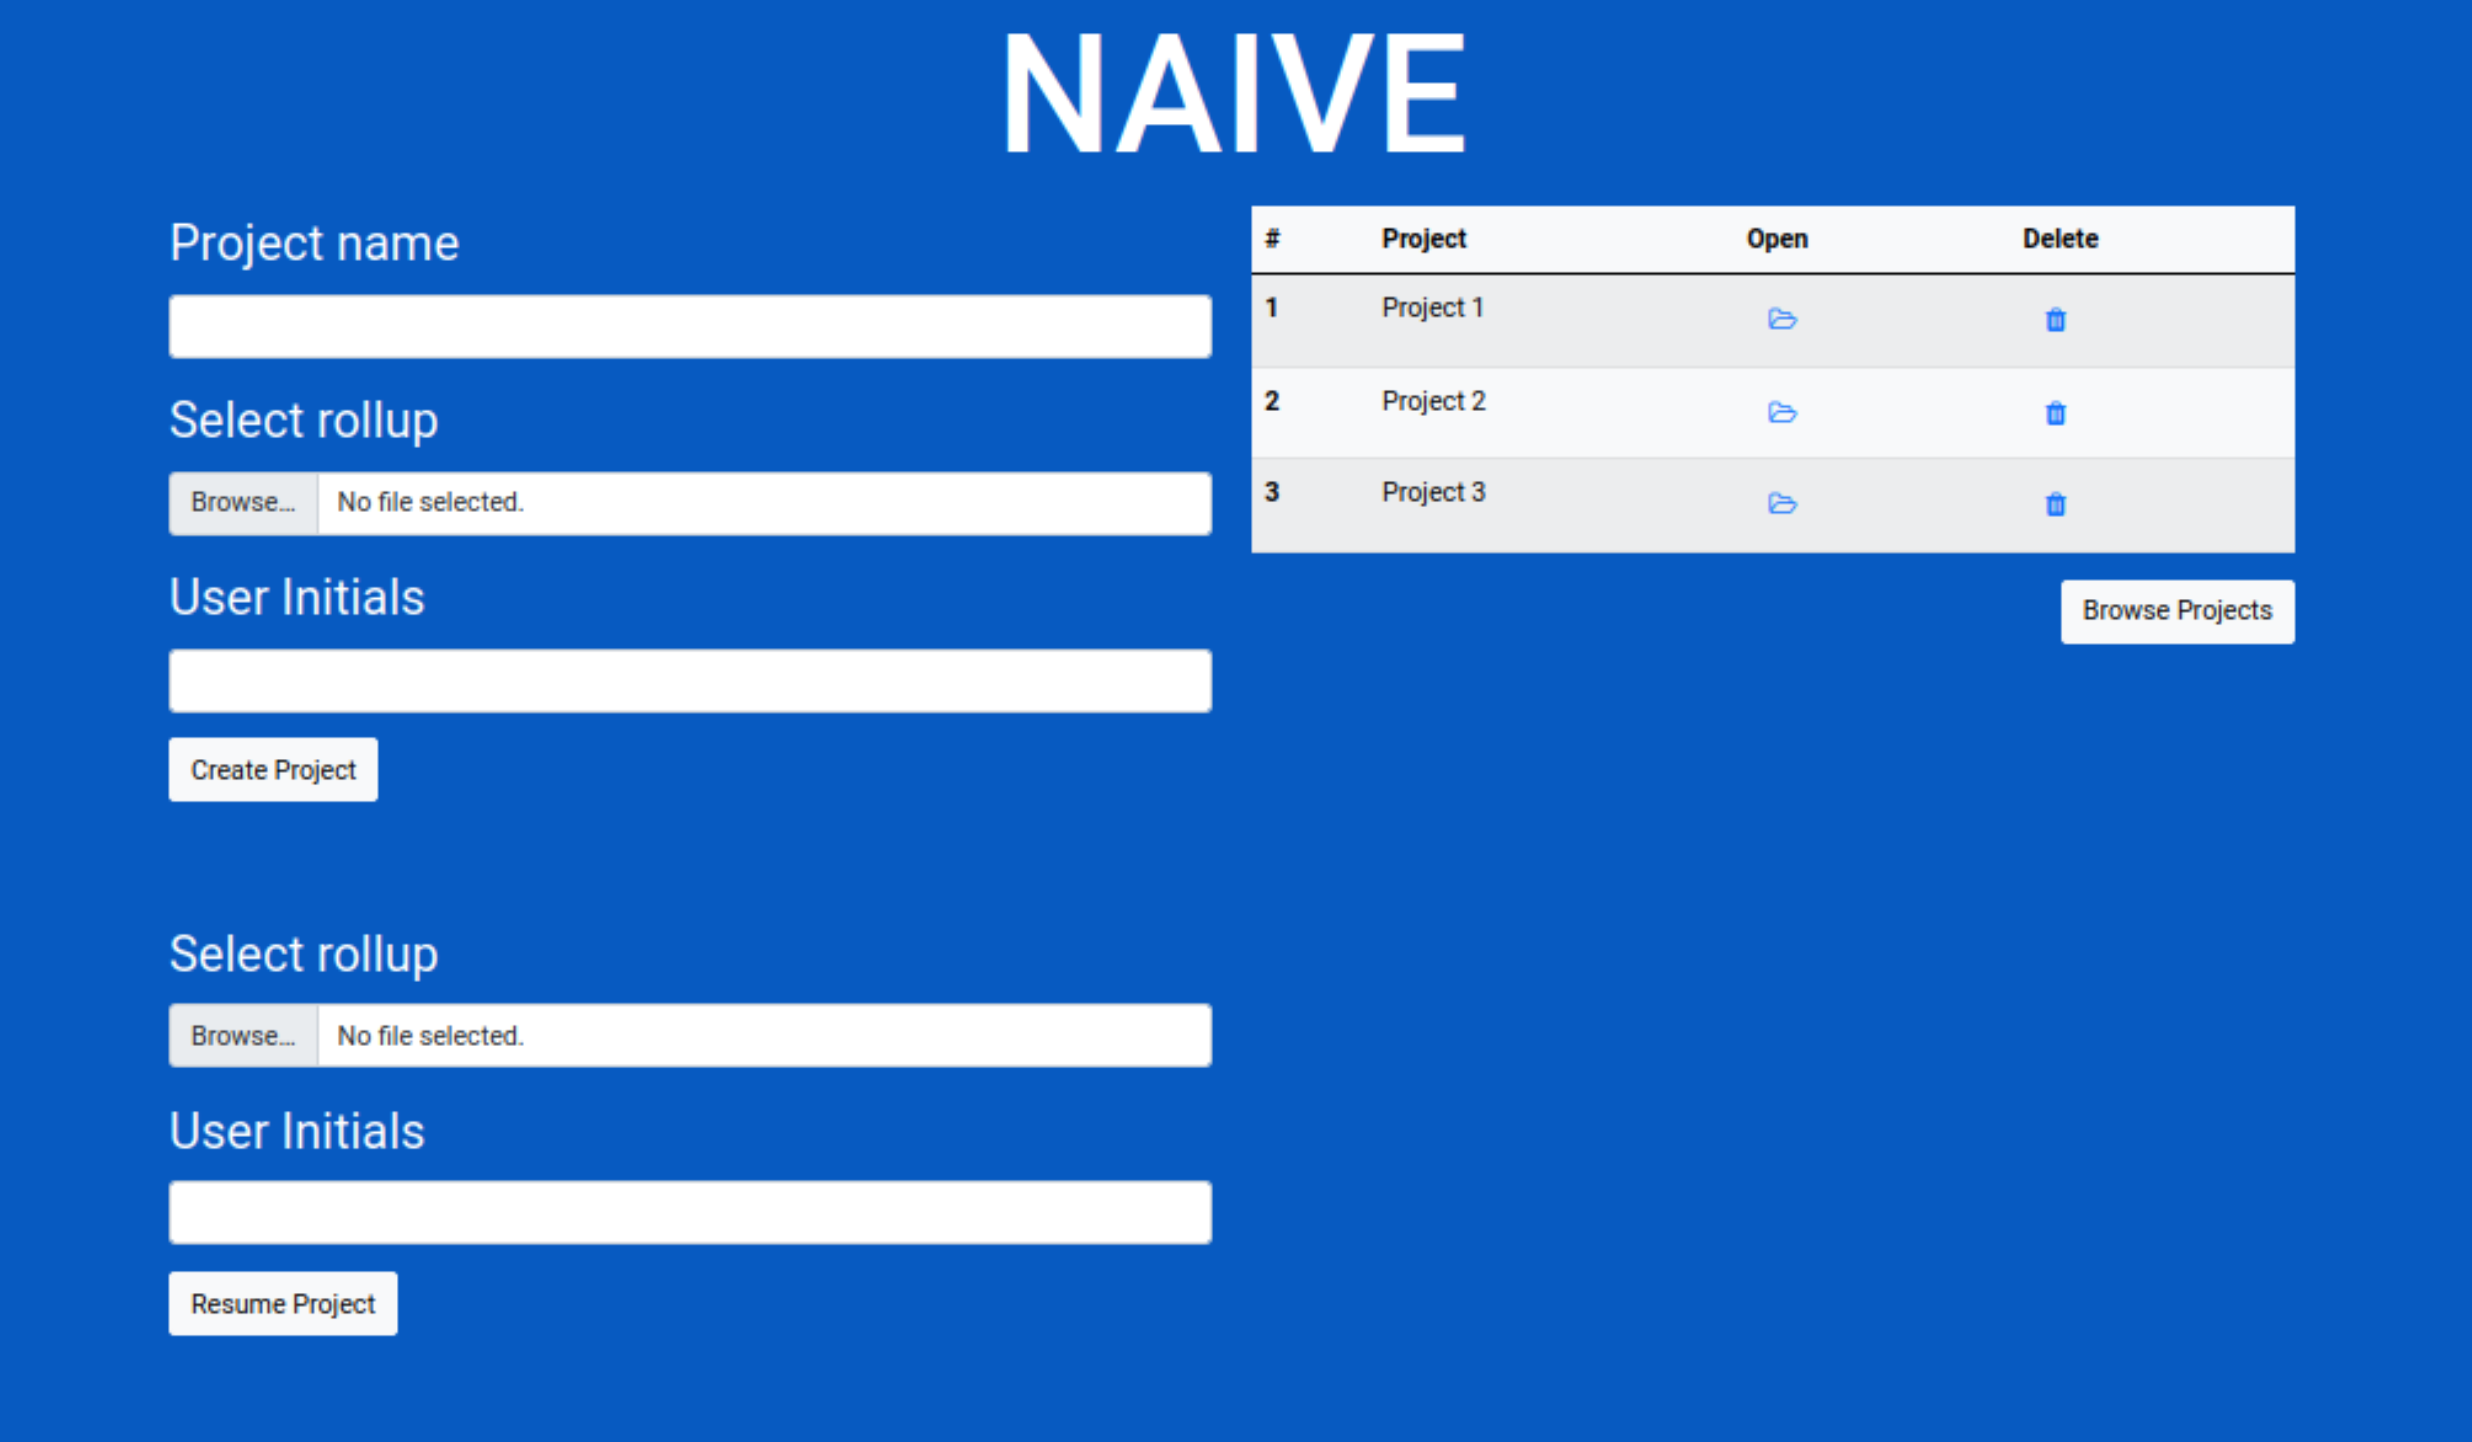 NAIVE
Project name
Select rollup
Browse... No file selected.
User Initials
Create Project
Select rollup
Browse... No file selected.
User Initials
Resume Project
# Project Open Delete
1 Project 1
2 Project 2
3 Project 3
Browse Projects